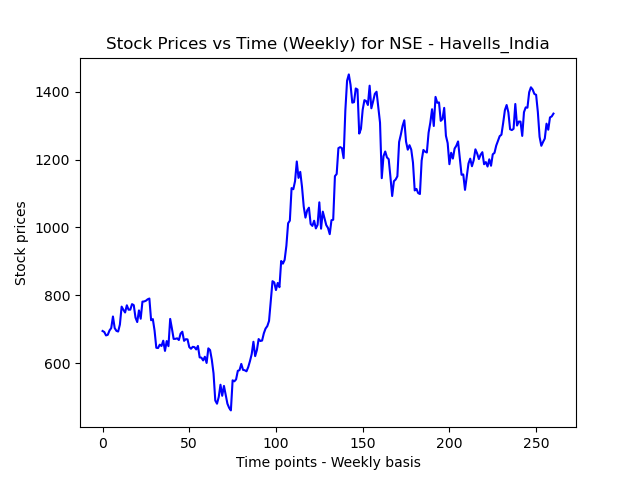 Stock Prices vs Time (Weekly) for NSE - Havells_India
1400
1200
1000
800
600
Stock prices
0 50 100 150 200 250
Time points - Weekly basis